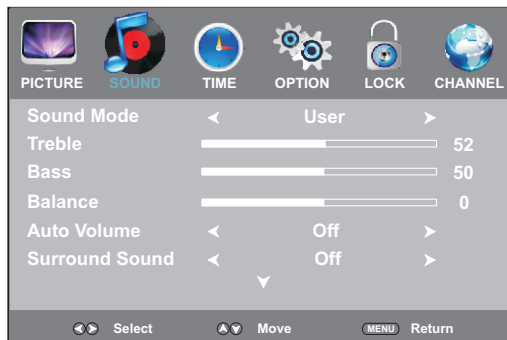 PICTURE SOUND TIME OPTION LOCK CHANNEL
Sound Mode User
Treble 52
Bass 50
Balance 0
Auto Volume Off
Surround Sound Off
Select Move MENU Return